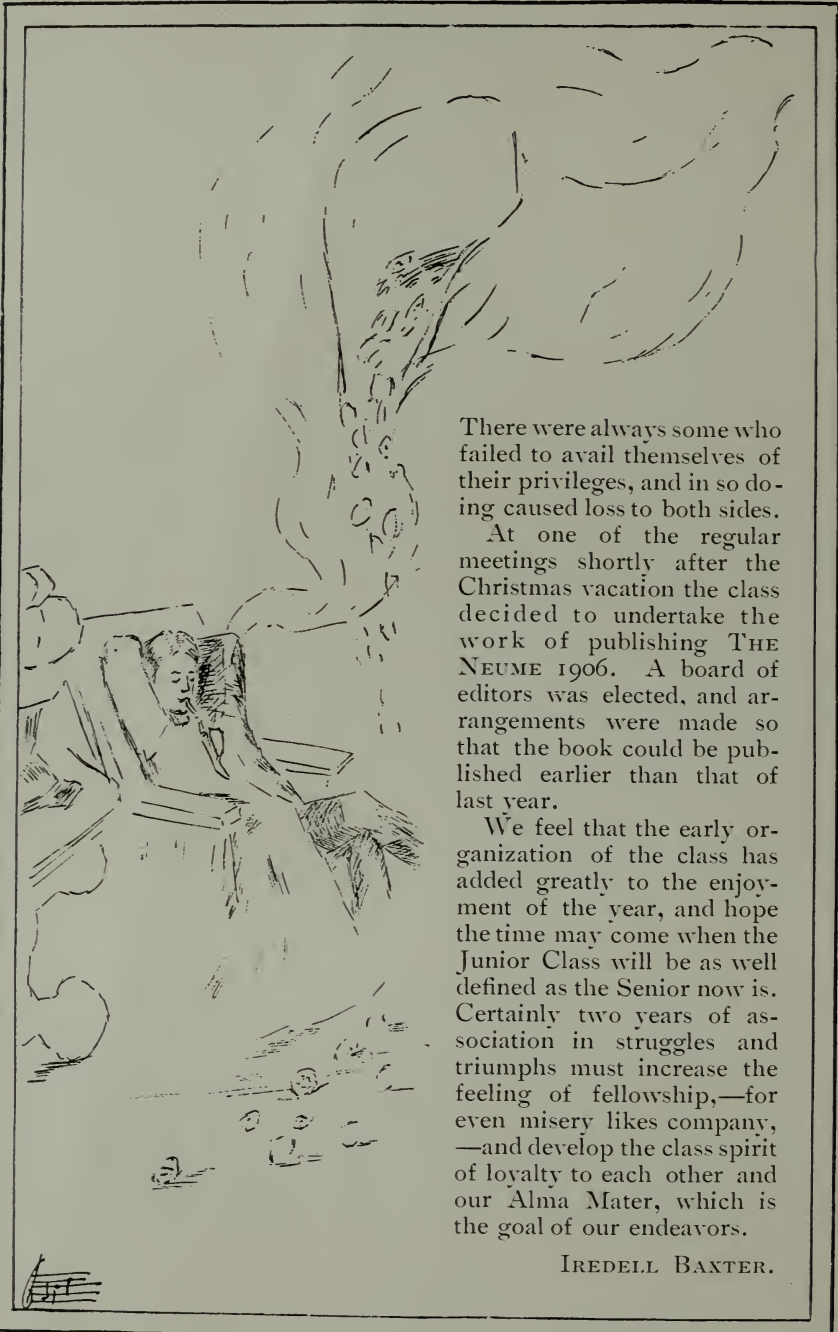 There were always some who
failed to avail themselves of
their privileges, and in so do-
ing caused loss to both sides.
At one of the regular
meetings shortly after the
Christmas vacation the class
decided to undertake the
work of publishing THE
NEUME 1906. A board of
editors was elected, and ar-
rangements were made so
that the book could be pub-
lished earlier than that of
last year.
We feel that the early or-
ganization of the class has
added greatly to the enjoy-
ment of the year, and hope
the time may come when the
Junior Class will be as well
defined as the Senior now is.
Certainly two years of as-
sociation in struggles and
triumphs must increase the
feeling of fellowship,—for
even misery likes company,
—and develop the class spirit
of loyalty to each other and
our Alma Mater, which is
the goal of our endeavors.
IREDELL BAXTER.